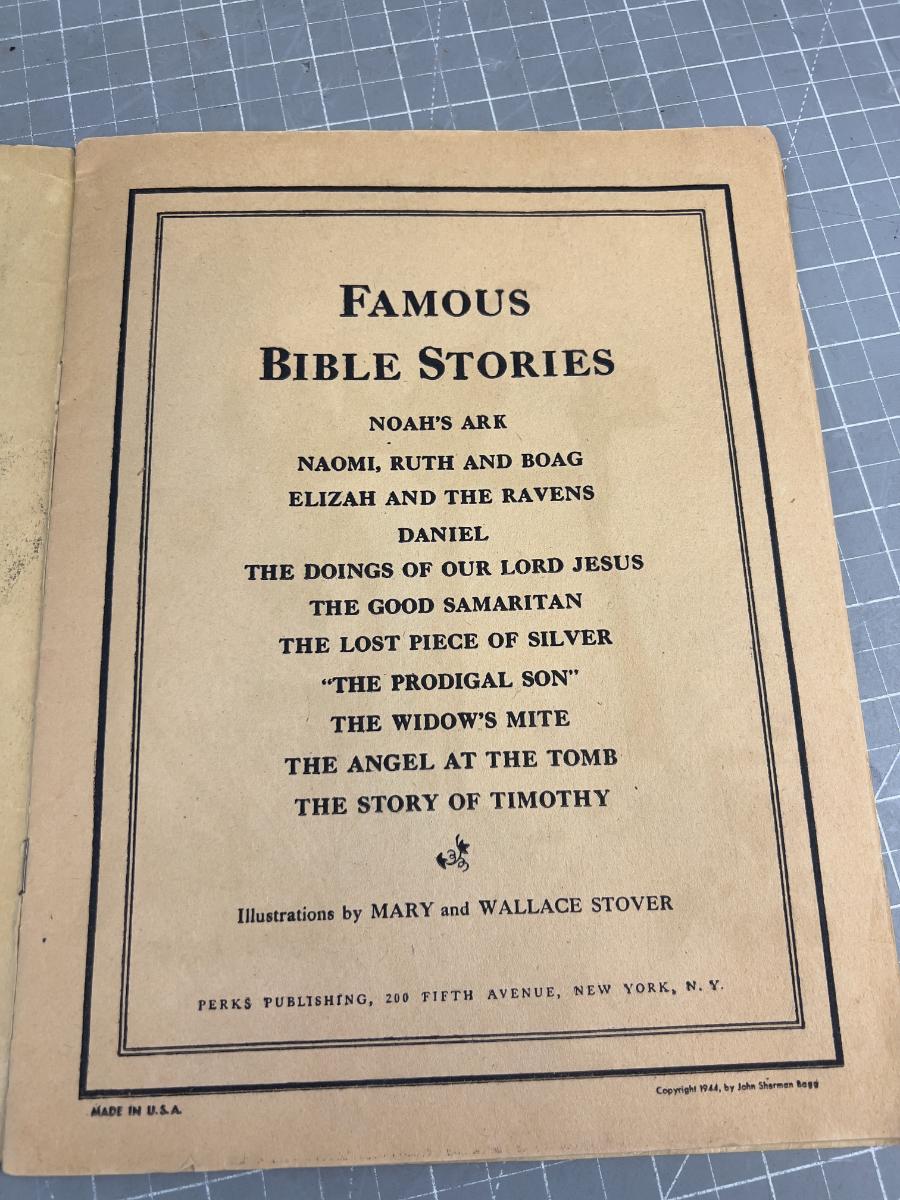 FAMOUS
BIBLE STORIES
NOAH'S ARK
NAOMI, RUTH AND BOAG
ELIZAH AND THE RAVENS
DANIEL
THE DOINGS OF OUR LORD JESUS
THE GOOD SAMARITAN
THE LOST PIECE OF SILVER
"THE PRODIGAL SON"
THE WIDOW'S MITE
THE ANGEL AT THE TOMB
THE STORY OF TIMOTHY
Illustrations by MARY and WALLACE STOVER
PERKS PUBLISHING, 200 FIFTH AVENUE, NEW YORK, N. Y.
Copyright 1944, by John Sherman Bagg
MADE IN U.S.A.